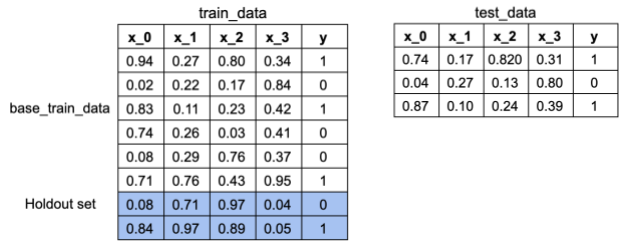 train_data
x_0 x_1 x_2 x_3 y
0.94 0.27 0.80 0.34 1
0.02 0.22 0.17 0.84 0
base_train_data 0.83 0.11 0.23 0.42 1
0.74 0.26 0.03 0.41 0
0.08 0.29 0.76 0.37 0
0.71 0.76 0.43 0.95 1
Holdout set 0.08 0.71 0.97 0.04 0
0.84 0.97 0.89 0.05 1
test_data
x_0 x_1 x_2 x_3 y
0.74 0.17 0.820 0.31 1
0.04 0.27 0.13 0.80 0
0.87 0.10 0.24 0.39 1